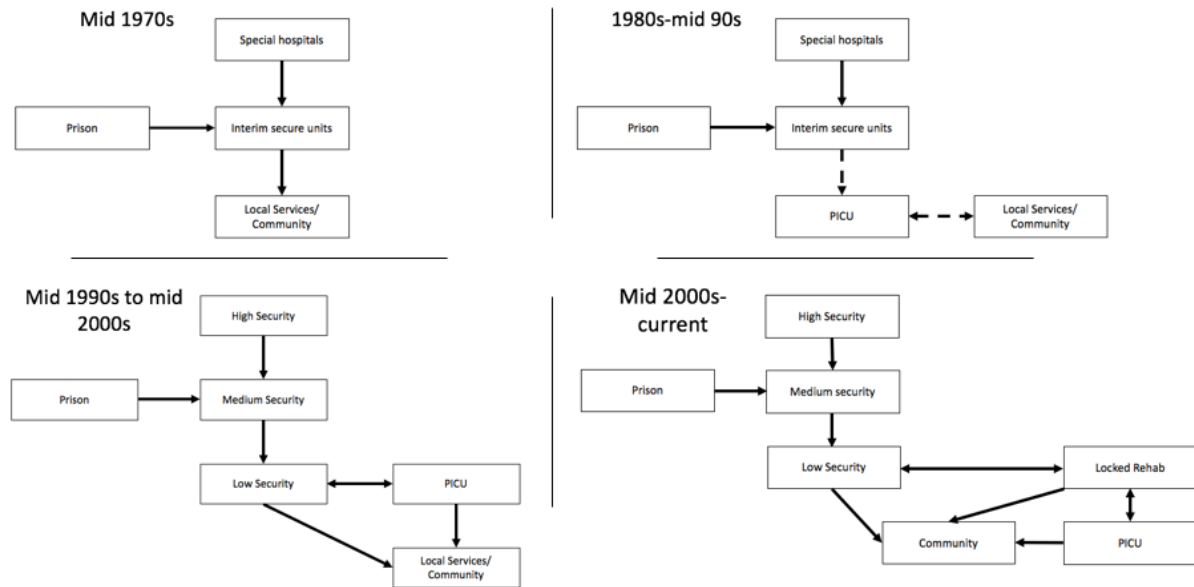 Mid 1970s
Special hospitals
Prison
Interim secure units
Local Services/
Community
1980s-mid 90s
Special hospitals
Prison
Interim secure units
PICU
Local Services/
Community
Mid 1990s to mid
2000s
High Security
Prison
Medium Security
Low Security
PICU
Local Services/
Community
Mid 2000s-
current
High Security
Prison
Medium security
Low Security
Locked Rehab
Community
PICU